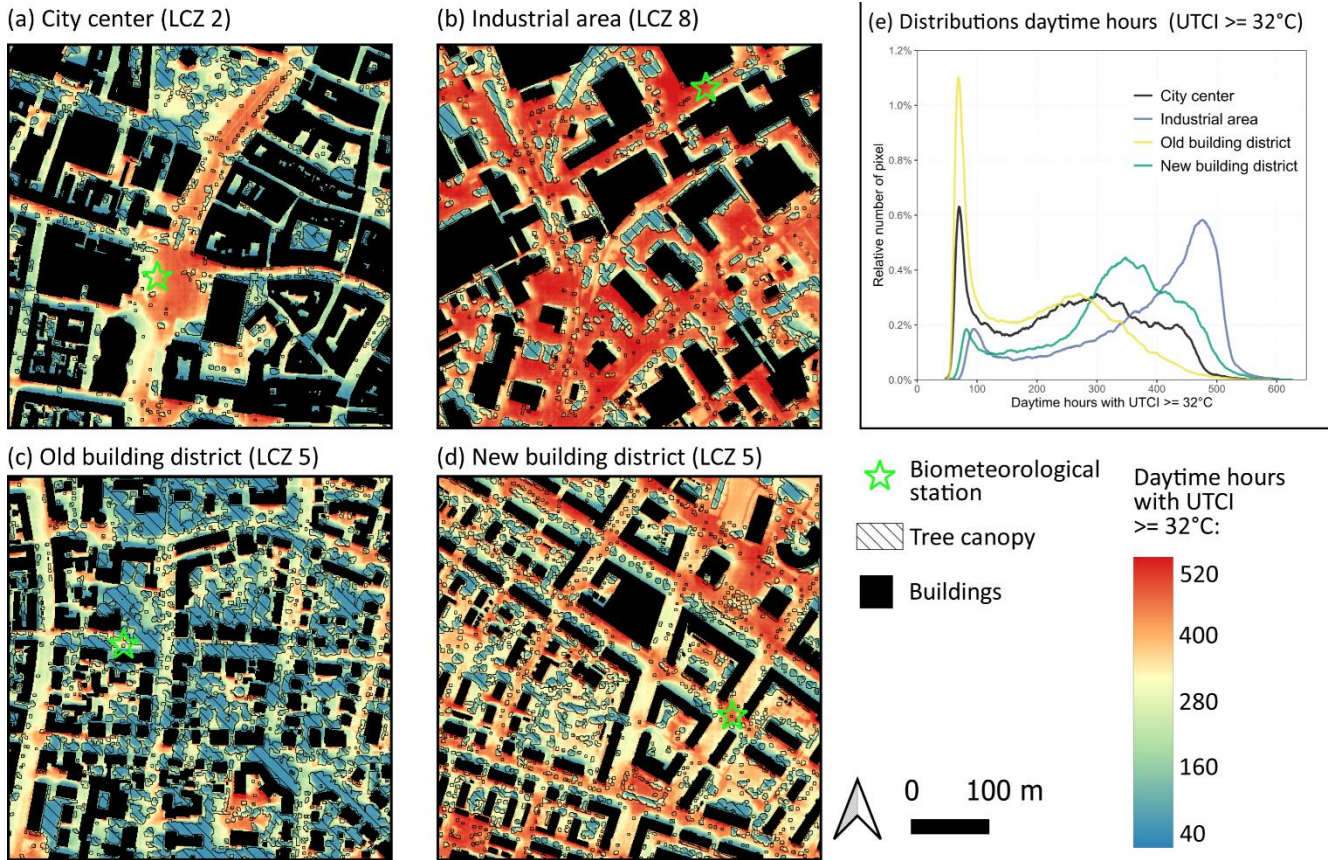 (a) City center (LCZ 2)
(b) Industrial area (LCZ 8)
(e) Distributions daytime hours (UTCI >= 32°C)
1.2%
1.0%
0.8%
0.6%
0.4%
0.2%
0.0%
Relative number of pixel
City center
Industrial area
Old building district
New building district
0
100
200
300
400
500
600
Daytime hours with UTCI >= 32°C
(c) Old building district (LCZ 5)
(d) New building district (LCZ 5)
Biometeorological
station
Tree canopy
Buildings
0 100 m
Daytime hours
with UTCI
>= 32°C:
520
400
280
160
40